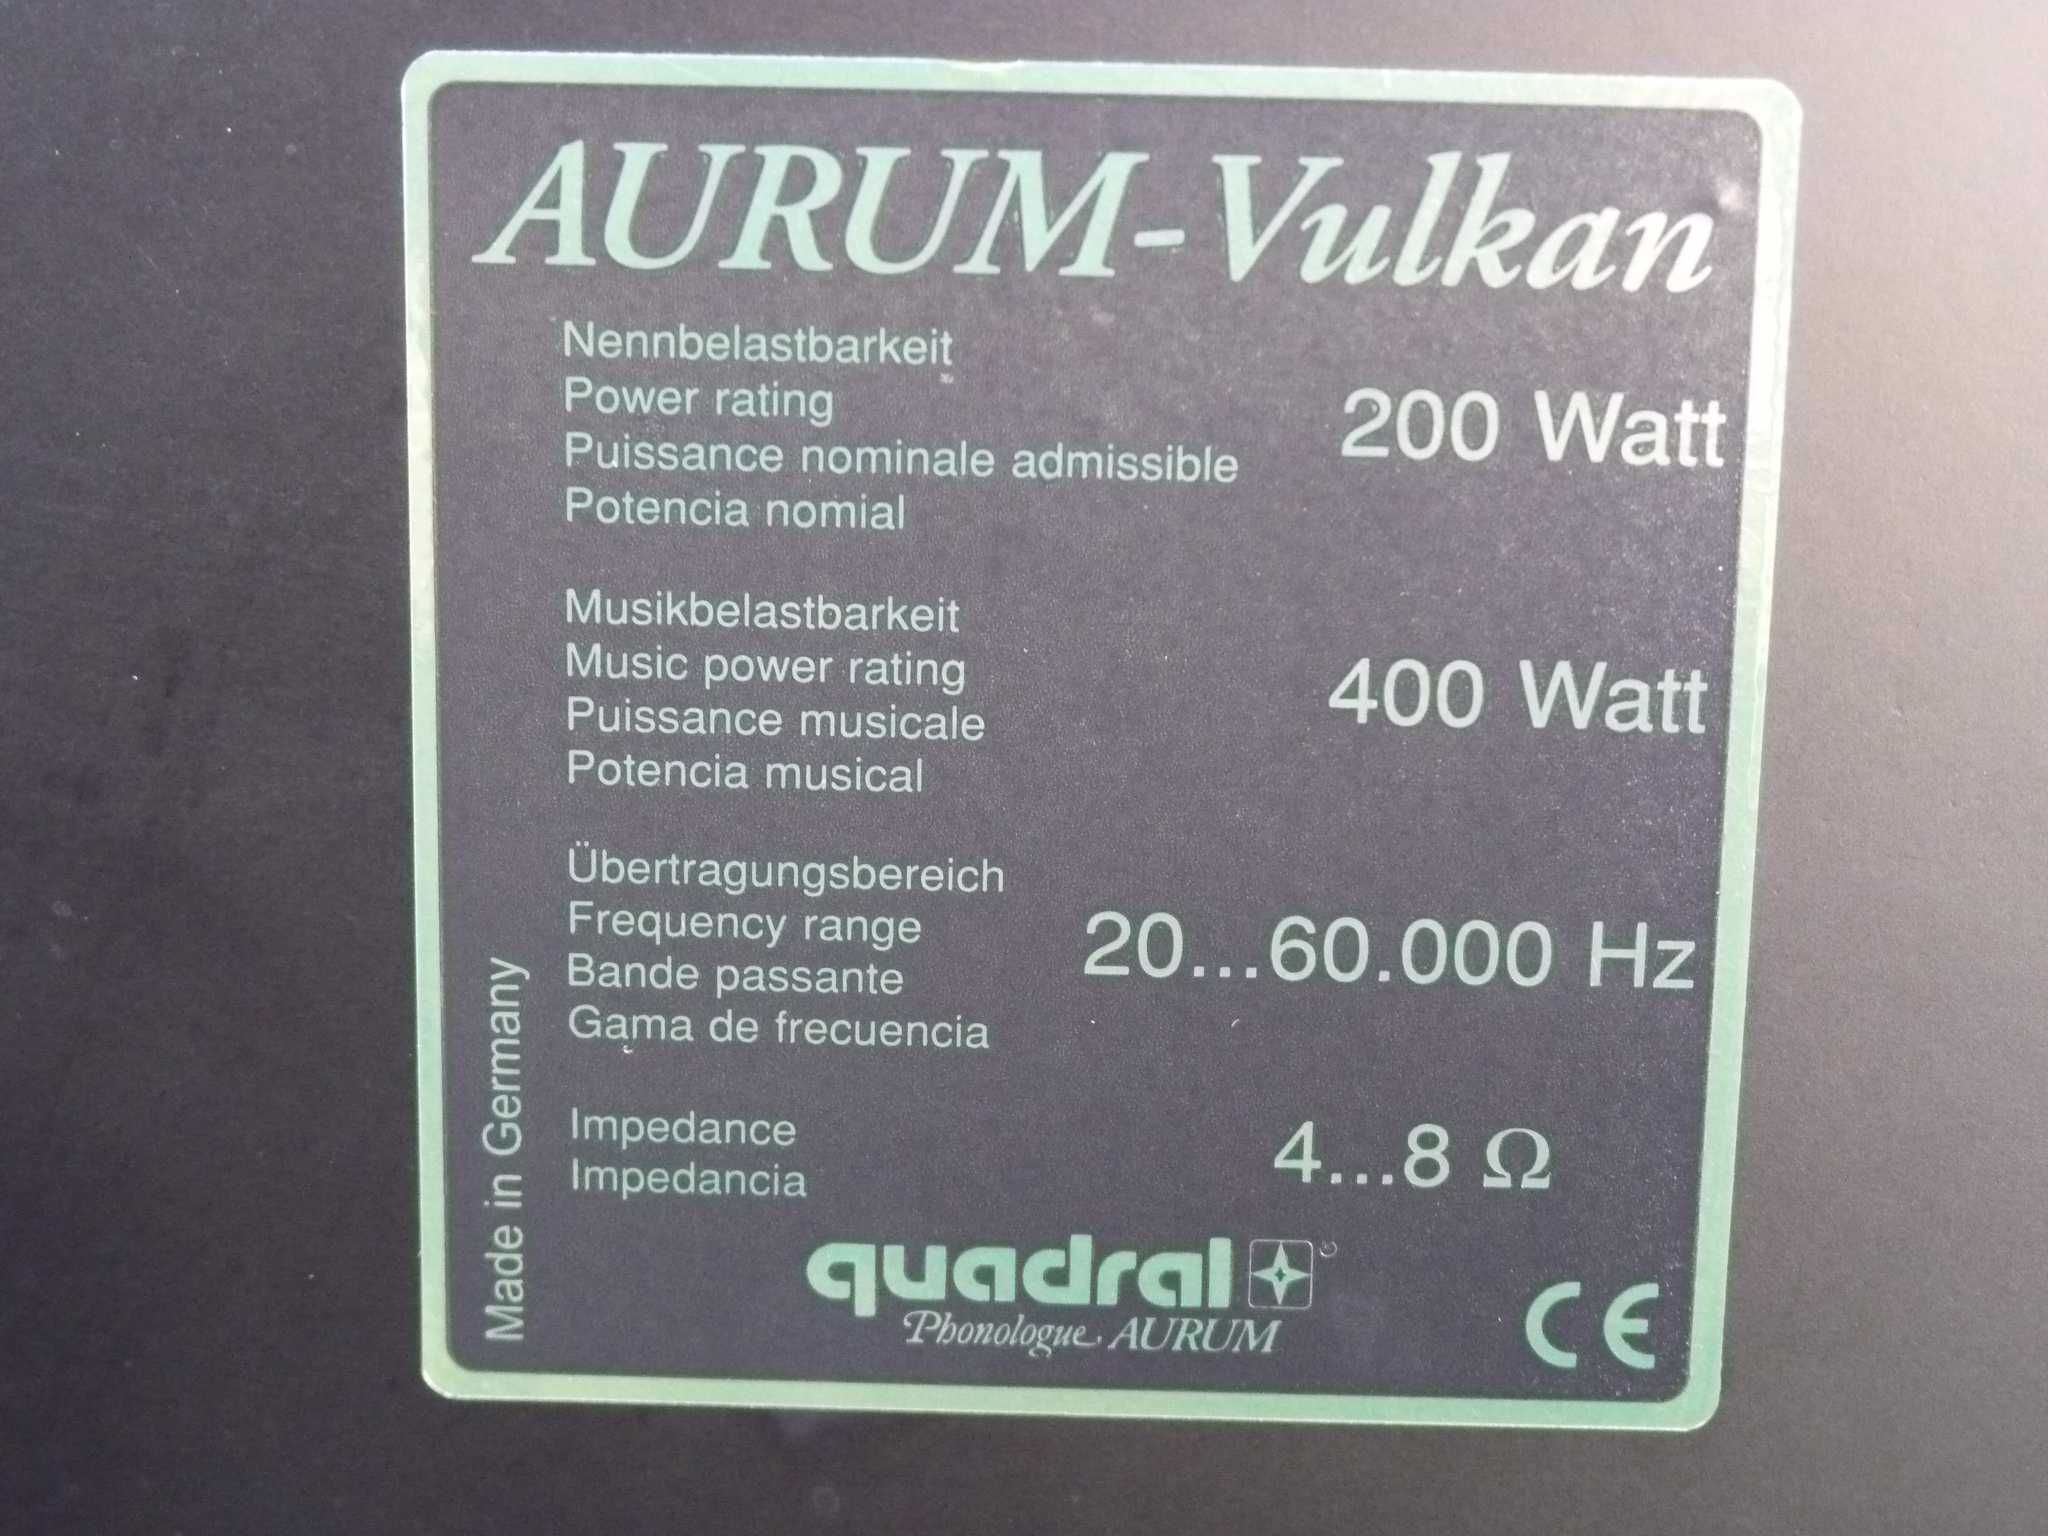 AURUM-Vulkan
Nennbelastbarkeit
Power rating
Puissance nominale admissible
Potencia nomial
200 Watt
Musikbelastbarkeit
Music power rating
Puissance musicale
Potencia musical
400 Watt
Übertragungsbereich
Frequency range
Bande passante
Gama de frecuencia
20...60.000 Hz
Impedance
Impedancia
4...8 Ω
Made in Germany
quadral
Phonologue AURUM
CE